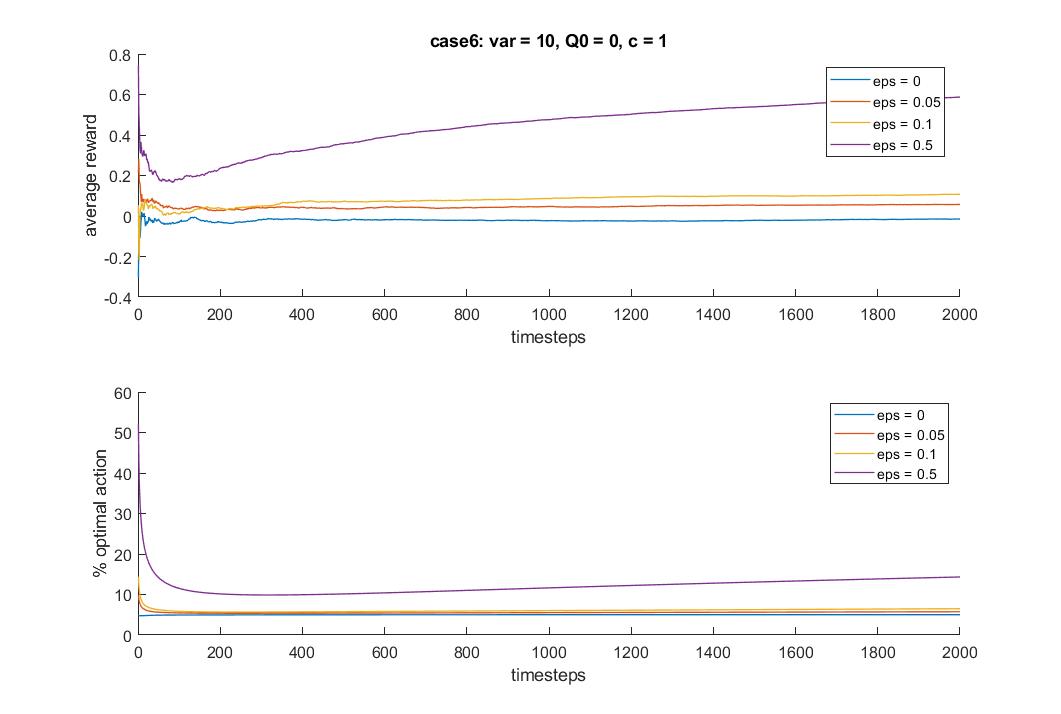 case6: var = 10, Q0 = 0, c = 1
0.8
0.6
0.4
0.2
0
-0.2
-0.4
average reward
eps = 0
eps = 0.05
eps = 0.1
eps = 0.5
0 200 400 600 800 1000 1200 1400 1600 1800 2000
timesteps
60
50
40
30
20
10
0
% optimal action
eps = 0
eps = 0.05
eps = 0.1
eps = 0.5
0 200 400 600 800 1000 1200 1400 1600 1800 2000
timesteps